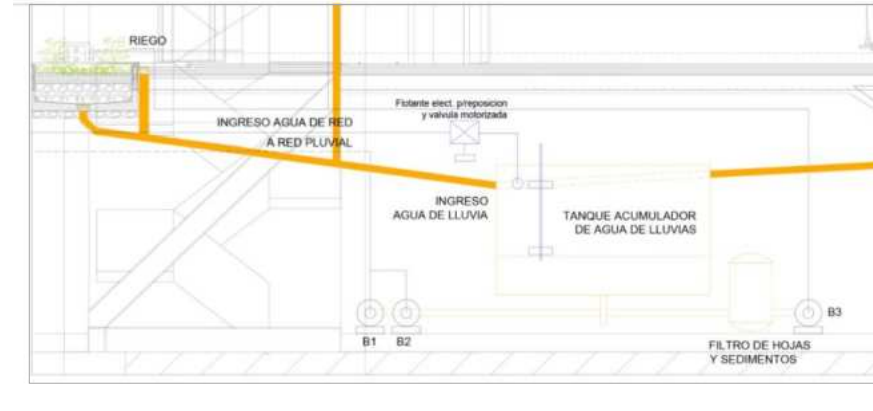 RIEGO
Flotante elect. p/reposicion
y valvula motorizada
INGRESO AGUA DE RED
A RED PLUVIAL
INGRESO
AGUA DE LLUVIA
TANQUE ACUMULADOR
DE AGUA DE LLUVIAS
B1
B2
B3
FILTRO DE HOJAS
Y SEDIMENTOS